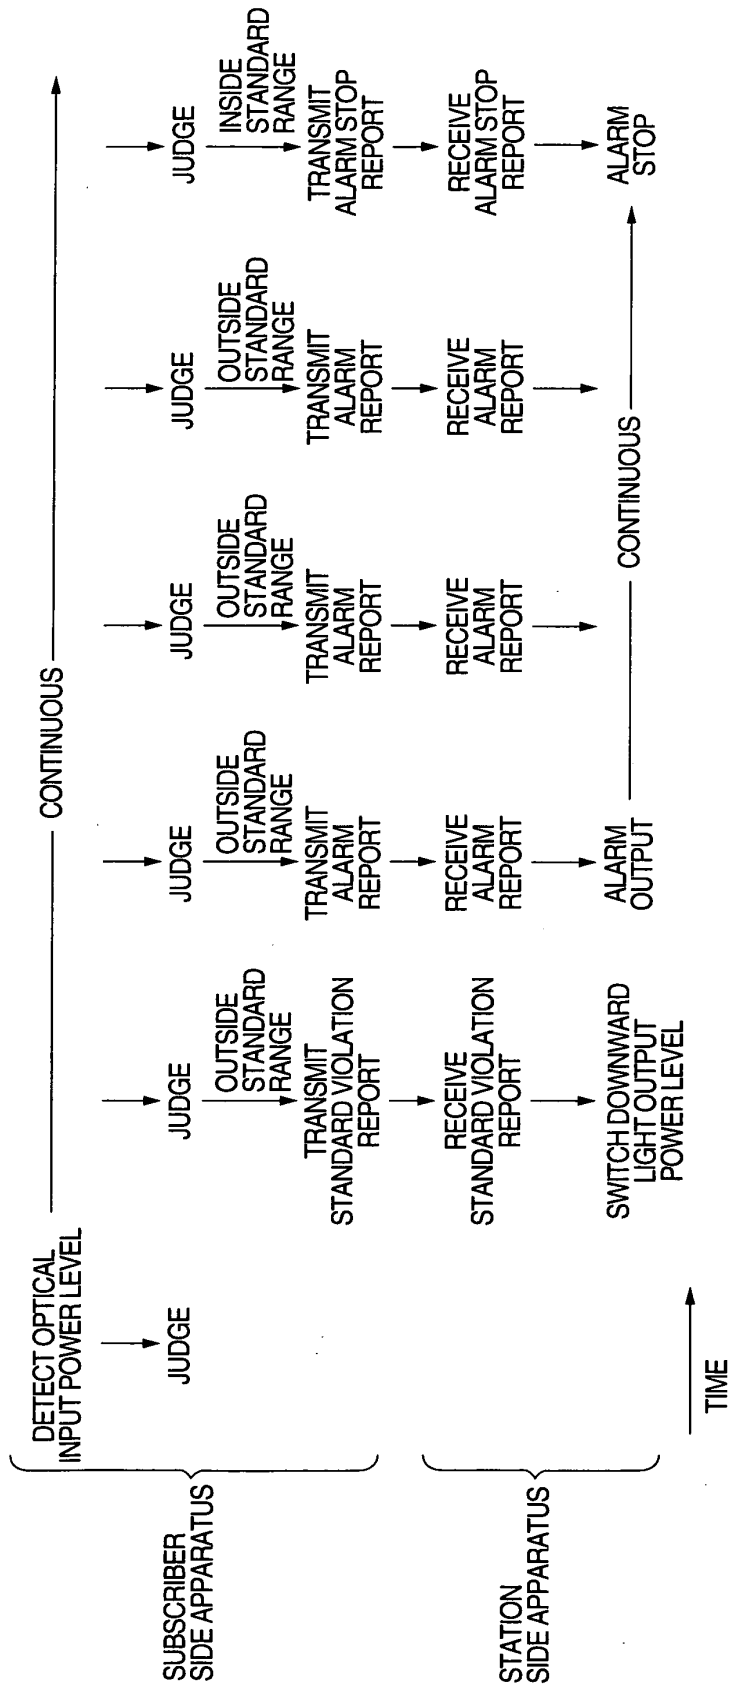 DETECT OPTICAL
INPUT POWER LEVEL
CONTINUOUS
SUBSCRIBER
SIDE APPARATUS
JUDGE
JUDGE
OUTSIDE
STANDARD
RANGE
TRANSMIT
STANDARD VIOLATION
REPORT
JUDGE
OUTSIDE
STANDARD
RANGE
TRANSMIT
ALARM
REPORT
JUDGE
OUTSIDE
STANDARD
RANGE
TRANSMIT
ALARM
REPORT
JUDGE
OUTSIDE
STANDARD
RANGE
TRANSMIT
ALARM
REPORT
JUDGE
INSIDE
STANDARD
RANGE
TRANSMIT
ALARM STOP
REPORT
STATION
SIDE APPARATUS
RECEIVE
STANDARD VIOLATION
REPORT
SWITCH DOWNWARD
LIGHT OUTPUT
POWER LEVEL
RECEIVE
ALARM
REPORT
ALARM
OUTPUT
RECEIVE
ALARM
REPORT
CONTINUOUS
RECEIVE
ALARM
REPORT
RECEIVE
ALARM STOP
REPORT
ALARM
STOP
TIME